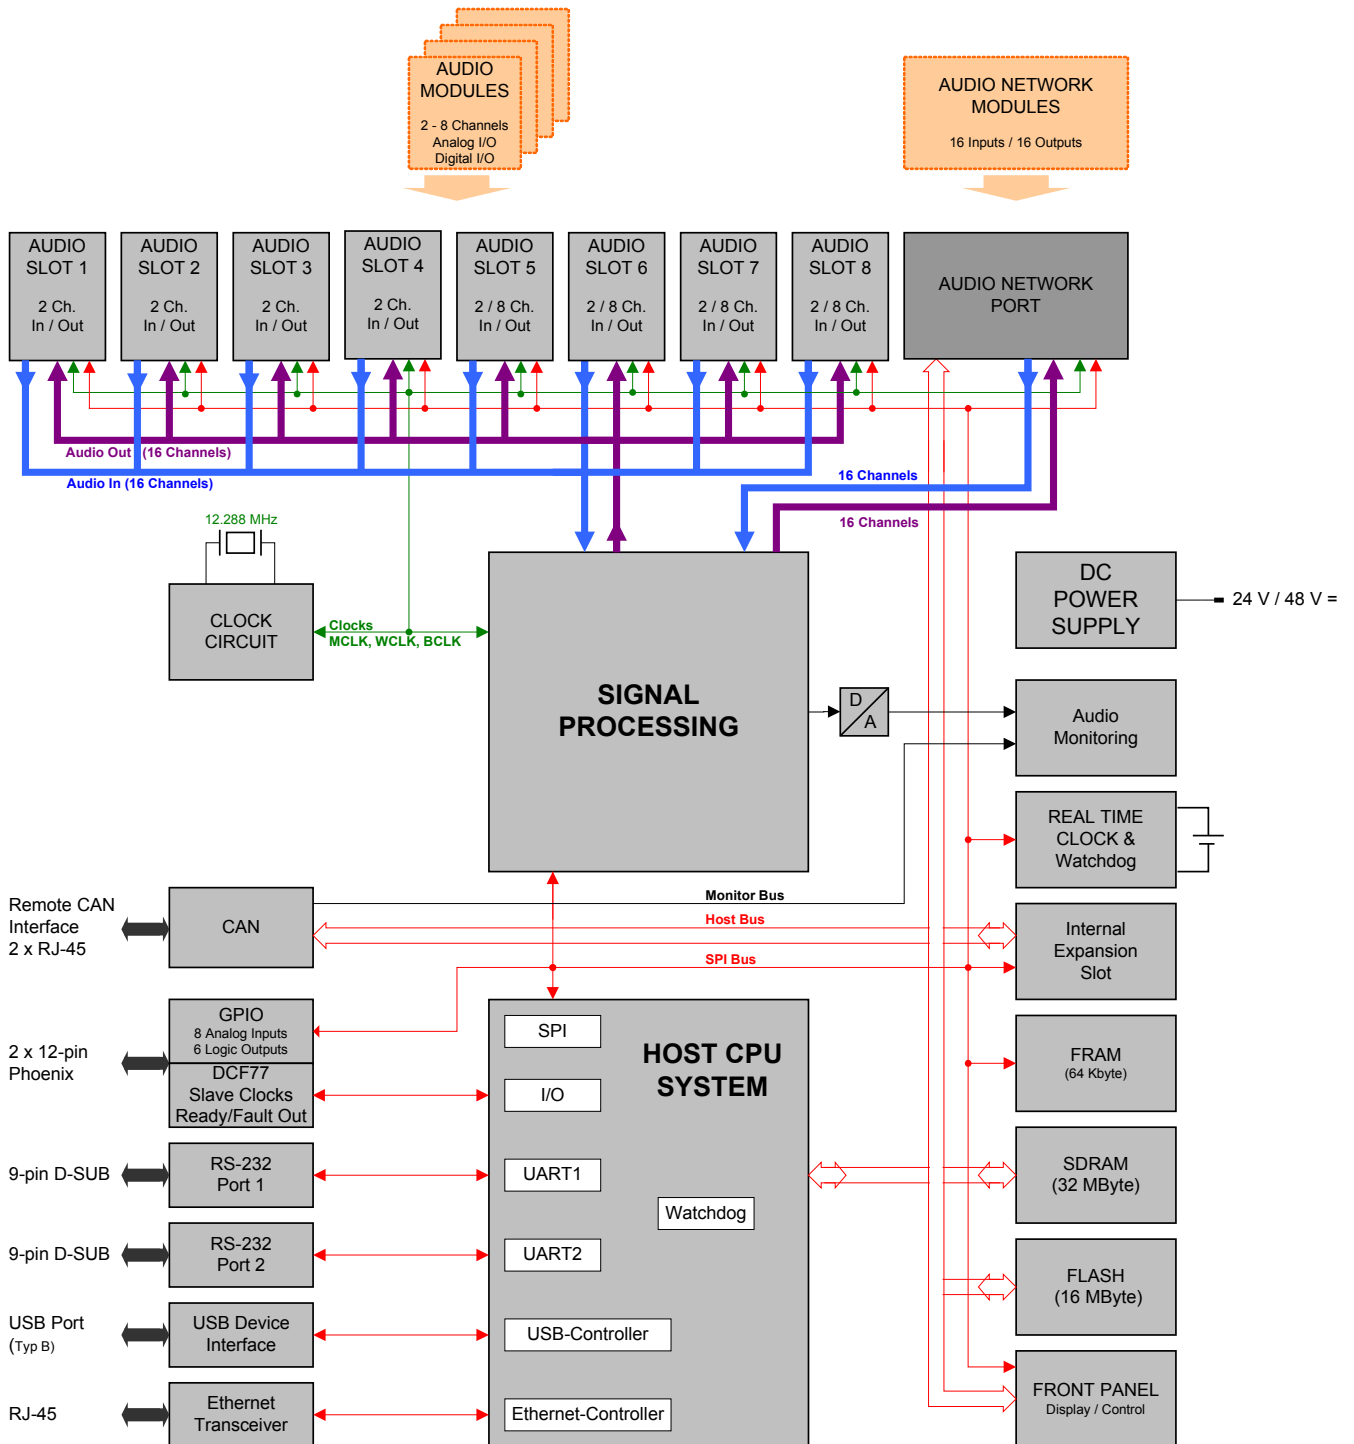 AUDIO
MODULES
2 - 8 Channels
Analog I/O
Digital I/O
AUDIO NETWORK
MODULES
16 Inputs / 16 Outputs
AUDIO
SLOT 1
2 Ch.
In / Out
AUDIO
SLOT 2
2 Ch.
In / Out
AUDIO
SLOT 3
2 Ch.
In / Out
AUDIO
SLOT 4
2 Ch.
In / Out
AUDIO
SLOT 5
2 / 8 Ch.
In / Out
AUDIO
SLOT 6
2 / 8 Ch.
In / Out
AUDIO
SLOT 7
2 / 8 Ch.
In / Out
AUDIO
SLOT 8
2 / 8 Ch.
In / Out
AUDIO NETWORK
PORT
Audio Out (16 Channels)
Audio In (16 Channels)
16 Channels
16 Channels
12.288 MHz
CLOCK
CIRCUIT
Clocks
MCLK, WCLK, BCLK
SIGNAL
PROCESSING
D
A
DC
POWER
SUPPLY
24 V / 48 V =
Audio
Monitoring
REAL TIME
CLOCK &
Watchdog
Remote CAN
Interface
2 x RJ-45
CAN
Monitor Bus
Host Bus
SPI Bus
Internal
Expansion
Slot
2 x 12-pin
Phoenix
GPIO
8 Analog Inputs
6 Logic Outputs
DCF77
Slave Clocks
Ready/Fault Out
SPI
I/O
HOST CPU
SYSTEM
FRAM
(64 Kbyte)
9-pin D-SUB
RS-232
Port 1
UART1
Watchdog
SDRAM
(32 MByte)
9-pin D-SUB
RS-232
Port 2
UART2
FLASH
(16 MByte)
USB Port
(Typ B)
USB Device
Interface
USB-Controller
RJ-45
Ethernet
Transceiver
Ethernet-Controller
FRONT PANEL
Display / Control